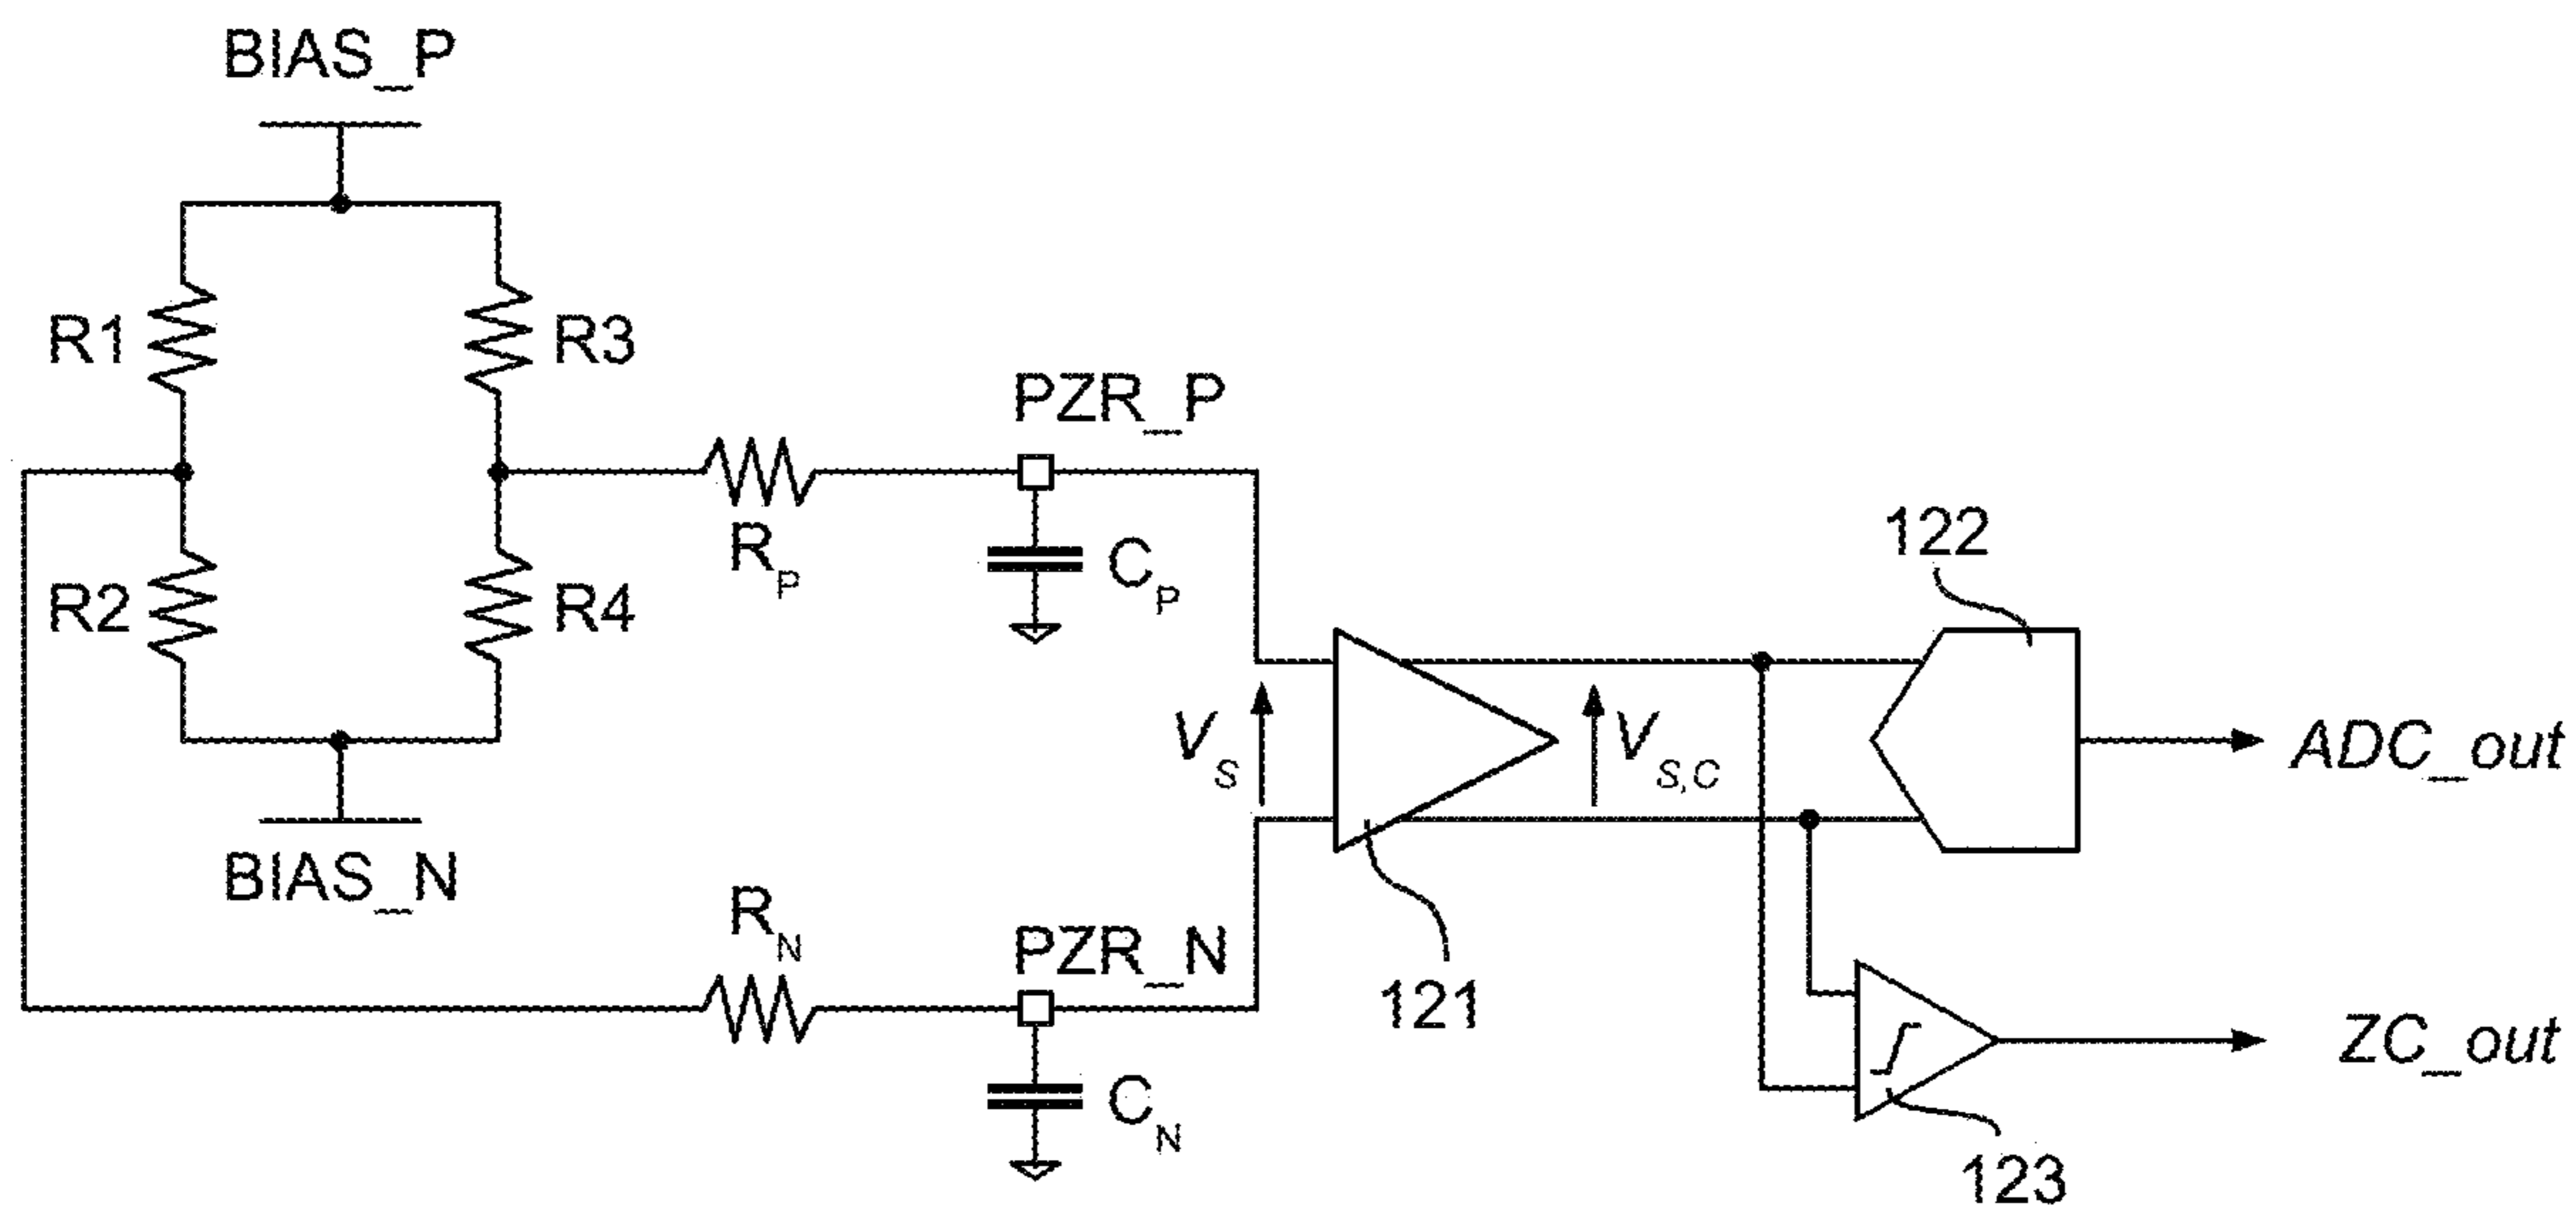 BIAS_P
R1
R3
PZR_P
R2
R4
R_P
C_P
122
V_S
V_S,C
ADC_out
BIAS_N
R_N
PZR_N
121
C_N
ZC_out
123